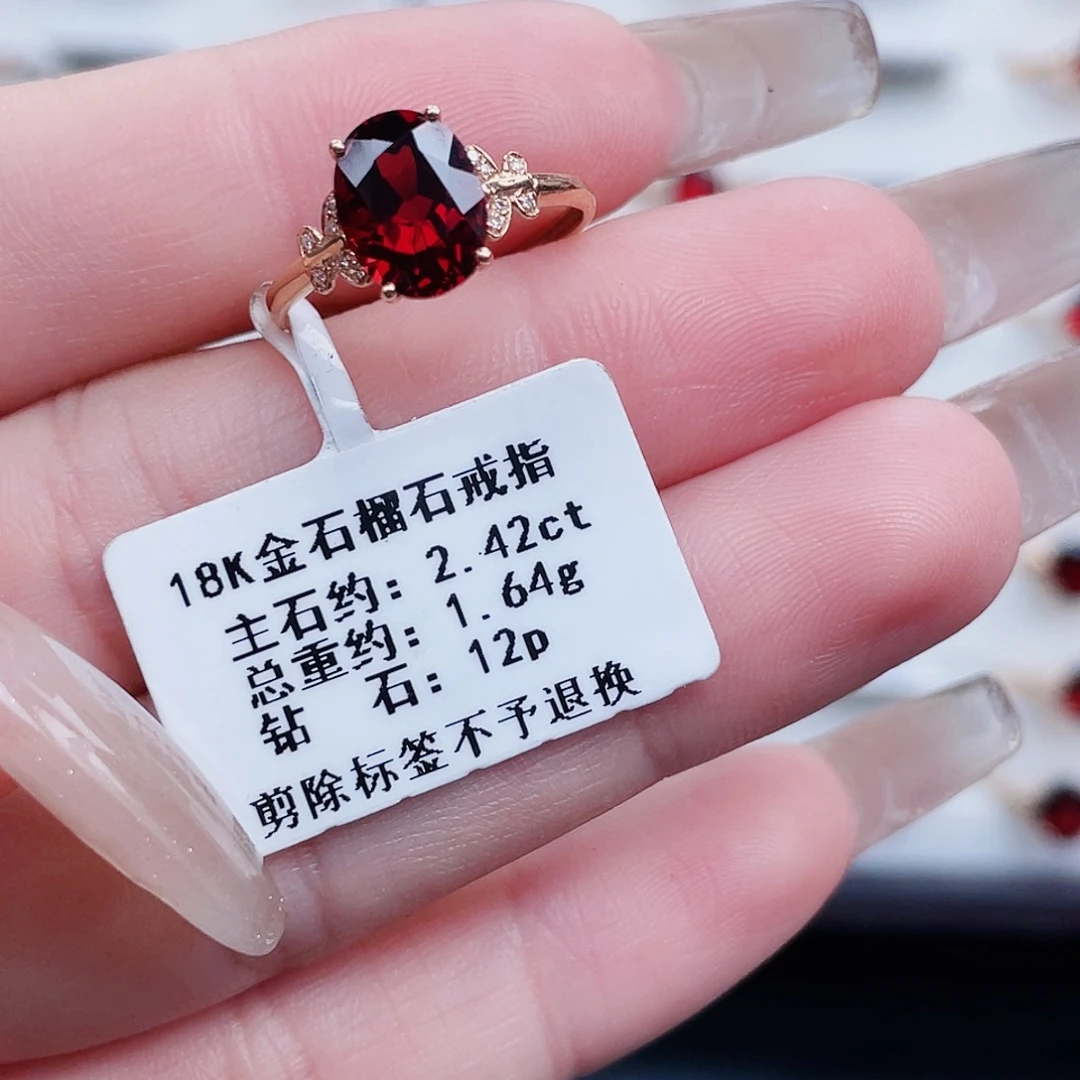 18K金石榴石戒指
主石约: 2.42ct
总重约: 1.64g
钻 石: 12p
剪除标签不予退换